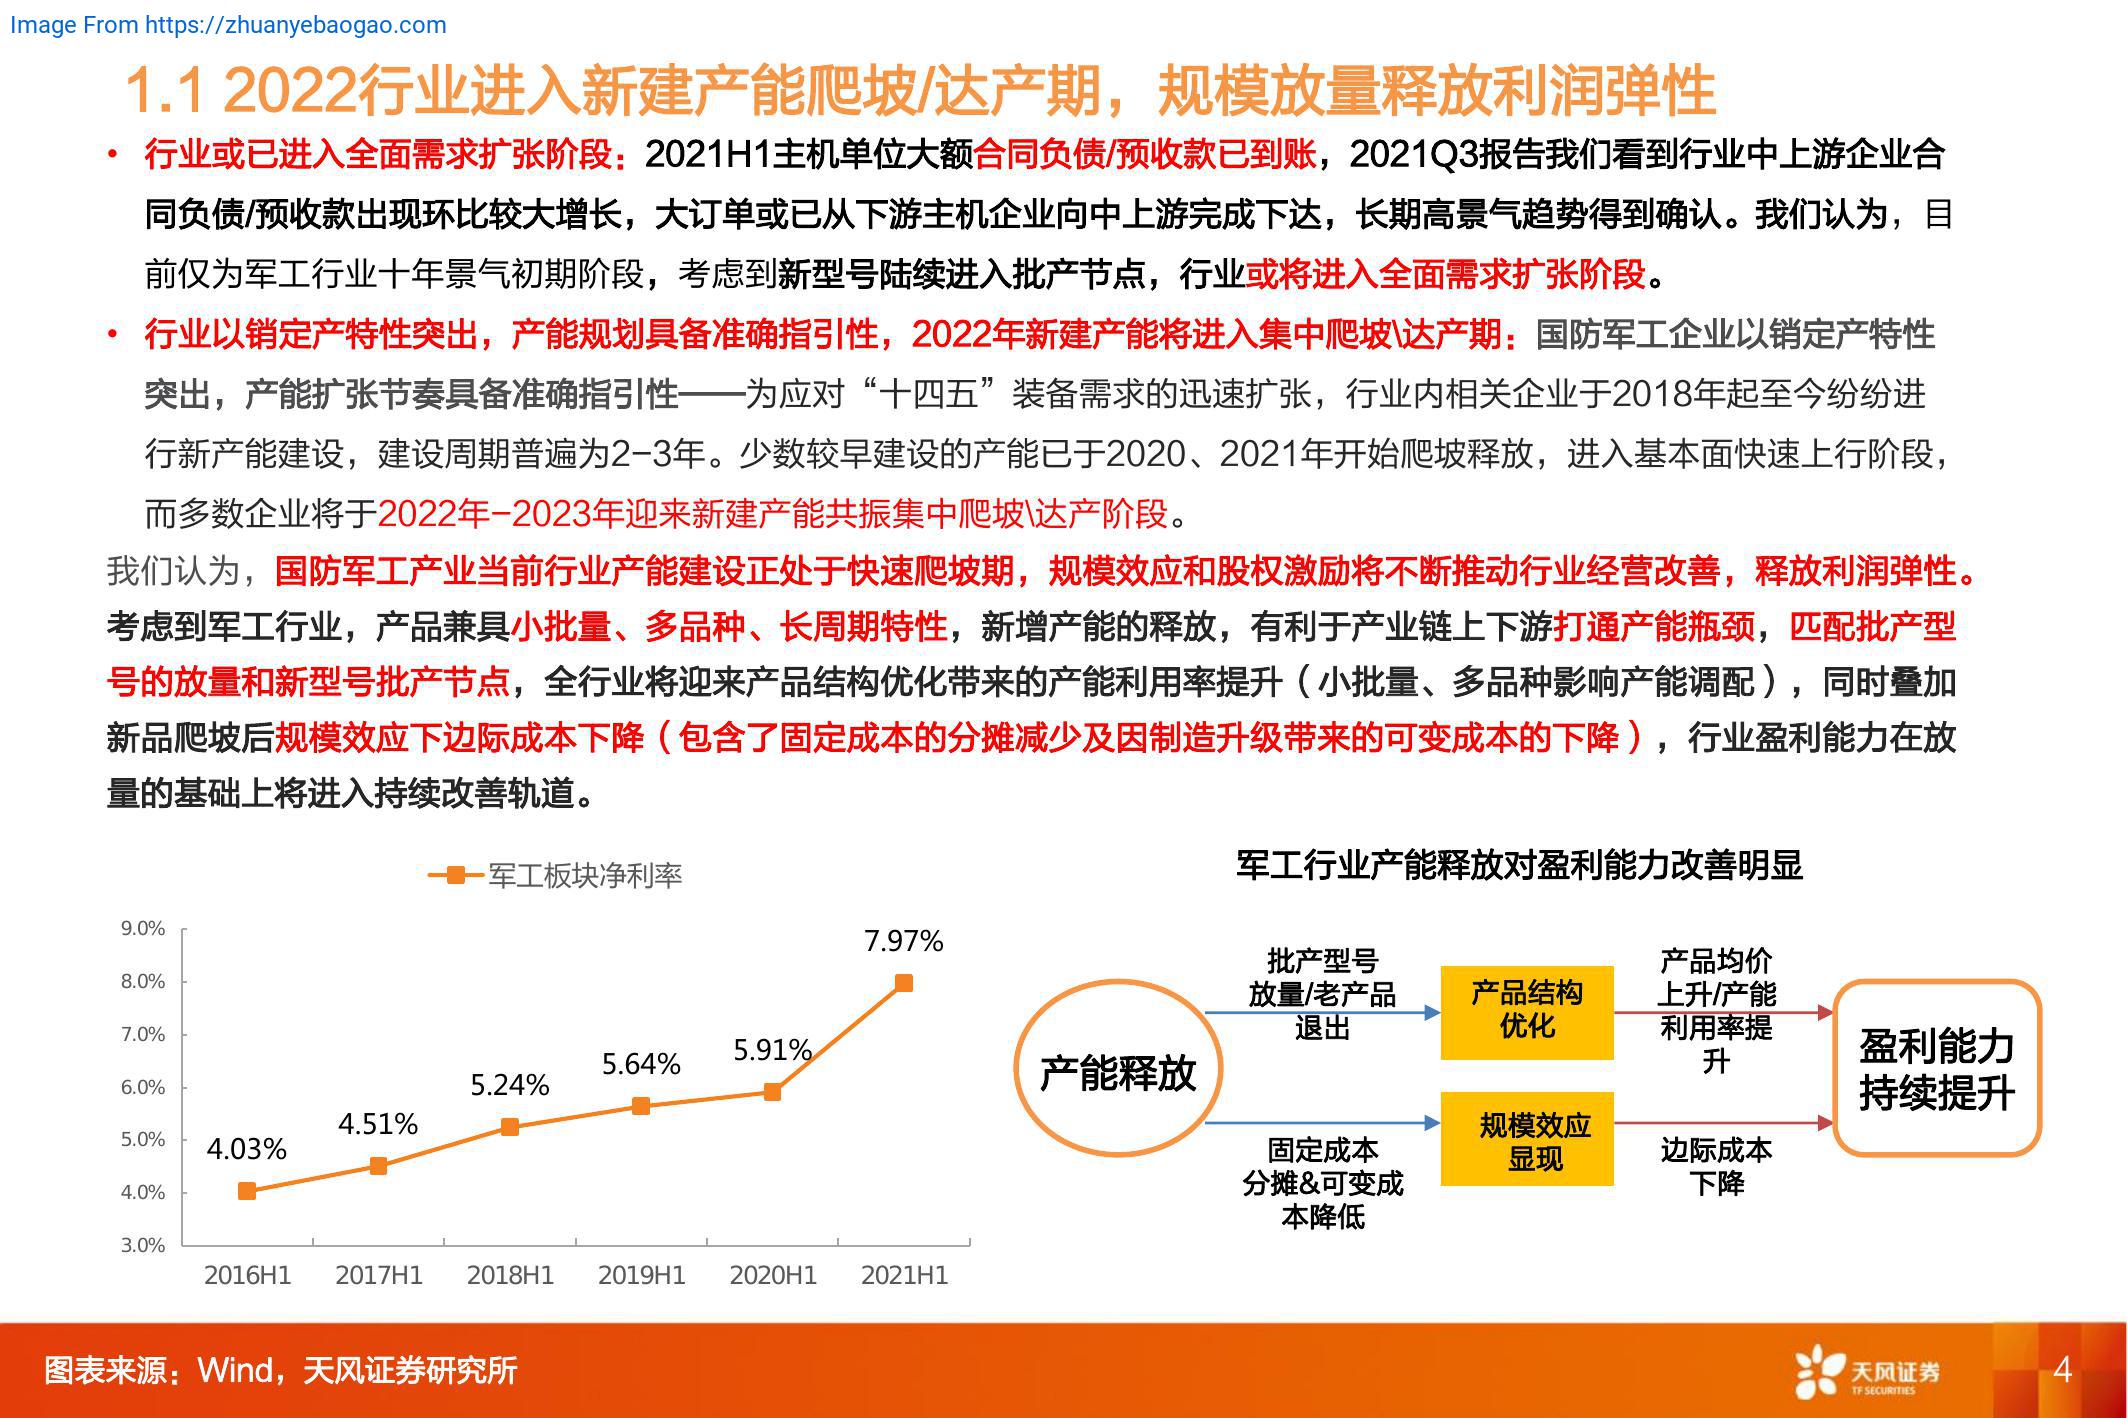 Image From https://zhuanyebaogao.com
1.1 2022行业进入新建产能爬坡/达产期，规模放量释放利润弹性
• 行业或已进入全面需求扩张阶段：2021H1主机单位大额合同负债/预收款已到账，2021Q3报告我们看到行业中上游企业合
同负债/预收款出现环比较大增长，大订单或已从下游主机企业向中上游完成下达，长期高景气趋势得到确认。我们认为，目
前仅为军工行业十年景气初期阶段，考虑到新型号陆续进入批产节点，行业或将进入全面需求扩张阶段。
• 行业以销定产特性突出，产能规划具备准确指引性，2022年新建产能将进入集中爬坡\达产期：国防军工企业以销定产特性
突出，产能扩张节奏具备准确指引性——为应对“十四五”装备需求的迅速扩张，行业内相关企业于2018年起至今纷纷进
行新产能建设，建设周期普遍为2-3年。少数较早建设的产能已于2020、2021年开始爬坡释放，进入基本面快速上行阶段，
而多数企业将于2022年-2023年迎来新建产能共振集中爬坡\达产阶段。
我们认为，国防军工产业当前行业产能建设正处于快速爬坡期，规模效应和股权激励将不断推动行业经营改善，释放利润弹性。
考虑到军工行业，产品兼具小批量、多品种、长周期特性，新增产能的释放，有利于产业链上下游打通产能瓶颈，匹配批产型
号的放量和新型号批产节点，全行业将迎来产品结构优化带来的产能利用率提升（小批量、多品种影响产能调配），同时叠加
新品爬坡后规模效应下边际成本下降（包含了固定成本的分摊减少及因制造升级带来的可变成本的下降），行业盈利能力在放
量的基础上将进入持续改善轨道。
军工板块净利率
9.0%
8.0%
7.0%
6.0%
5.0%
4.0%
3.0%
4.03%
4.51%
5.24%
5.64%
5.91%
7.97%
2016H1 2017H1 2018H1 2019H1 2020H1 2021H1
军工行业产能释放对盈利能力改善明显
产能释放
批产型号
放量/老产品
退出
产品结构
优化
产品均价
上升/产能
利用率提
升
固定成本
分摊&可变成
本降低
规模效应
显现
边际成本
下降
盈利能力
持续提升
图表来源：Wind，天风证券研究所
天风证券
TF SECURITIES
4